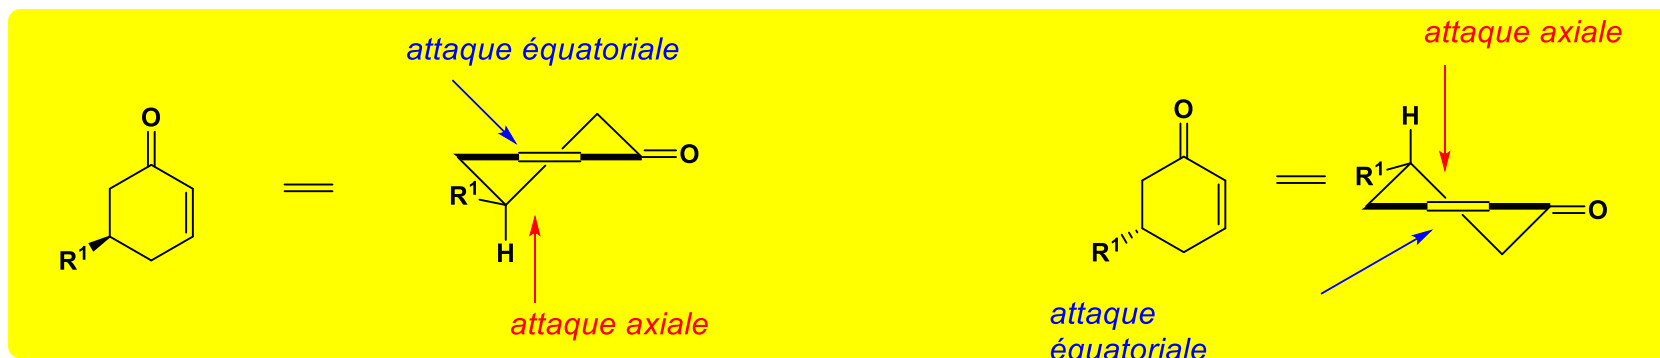 attaque équatoriale
O
R1
O
R1
H
attaque axiale
attaque axiale
O
R1
H
R1
O
attaque
équatoriale